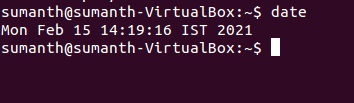 sumanth@sumanth-VirtualBox:~$ date
Mon Feb 15 14:19:16 IST 2021
sumanth@sumanth-VirtualBox:~$